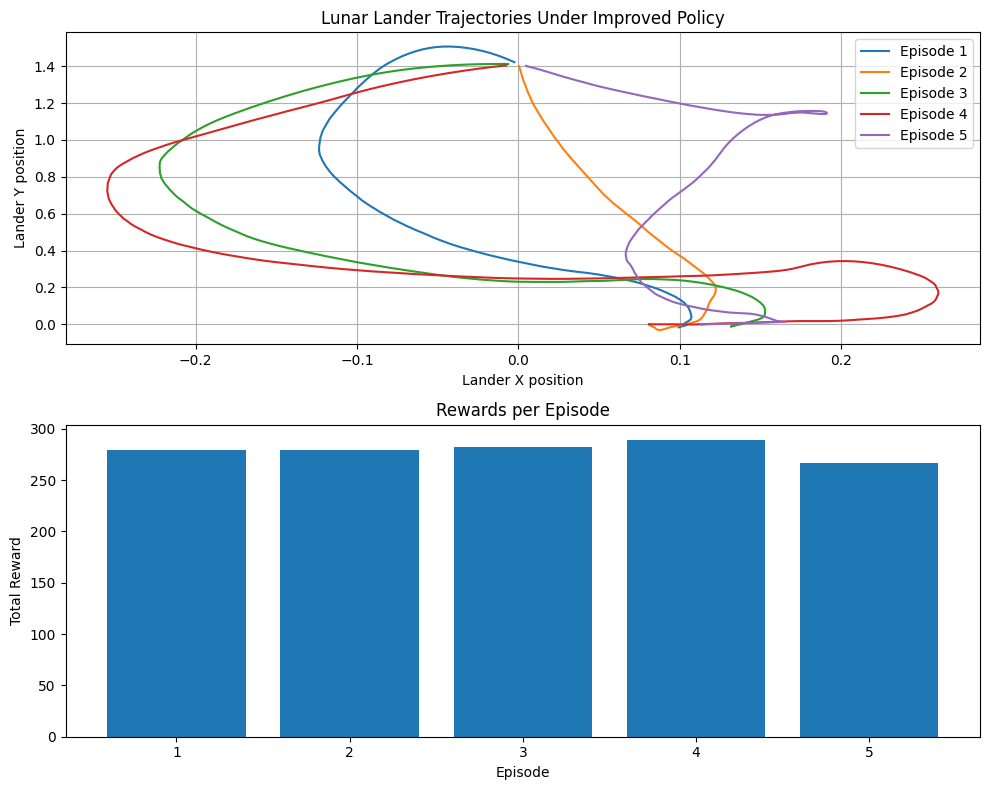 Lunar Lander Trajectories Under Improved Policy
Lander Y position
1.4
1.2
1.0
0.8
0.6
0.4
0.2
0.0
Episode 1
Episode 2
Episode 3
Episode 4
Episode 5
−0.2 −0.1 0.0 0.1 0.2
Lander X position
Rewards per Episode
Total Reward
300
250
200
150
100
50
0
1 2 3 4 5
Episode